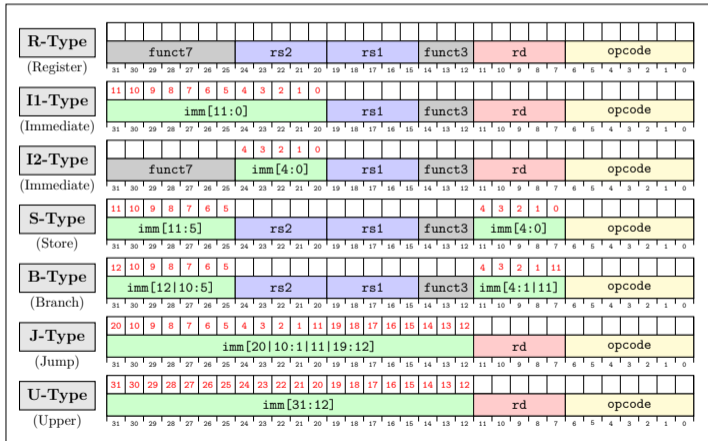 R-Type
(Register)
funct7 rs2 rs1 funct3 rd opcode
31 30 29 28 27 26 25 24 23 22 21 20 19 18 17 16 15 14 13 12 11 10 9 8 7 6 5 4 3 2 1 0
11 10 9 8 7 6 5 4 3 2 1 0
I1-Type
(Immediate)
imm[11:0] rs1 funct3 rd opcode
31 30 29 28 27 26 25 24 23 22 21 20 19 18 17 16 15 14 13 12 11 10 9 8 7 6 5 4 3 2 1 0
4 3 2 1 0
I2-Type
(Immediate)
funct7 imm[4:0] rs1 funct3 rd opcode
31 30 29 28 27 26 25 24 23 22 21 20 19 18 17 16 15 14 13 12 11 10 9 8 7 6 5 4 3 2 1 0
11 10 9 8 7 6 5 4 3 2 1 0
S-Type
(Store)
imm[11:5] rs2 rs1 funct3 imm[4:0] opcode
31 30 29 28 27 26 25 24 23 22 21 20 19 18 17 16 15 14 13 12 11 10 9 8 7 6 5 4 3 2 1 0
12 10 9 8 7 6 5 4 3 2 1 11
B-Type
(Branch)
imm[12|10:5] rs2 rs1 funct3 imm[4:1|11] opcode
31 30 29 28 27 26 25 24 23 22 21 20 19 18 17 16 15 14 13 12 11 10 9 8 7 6 5 4 3 2 1 0
20 10 9 8 7 6 5 4 3 2 1 11 19 18 17 16 15 14 13 12
J-Type
(Jump)
imm[20|10:1|11|19:12] rd opcode
31 30 29 28 27 26 25 24 23 22 21 20 19 18 17 16 15 14 13 12 11 10 9 8 7 6 5 4 3 2 1 0
31 30 29 28 27 26 25 24 23 22 21 20 19 18 17 16 15 14 13 12
U-Type
(Upper)
imm[31:12] rd opcode
31 30 29 28 27 26 25 24 23 22 21 20 19 18 17 16 15 14 13 12 11 10 9 8 7 6 5 4 3 2 1 0